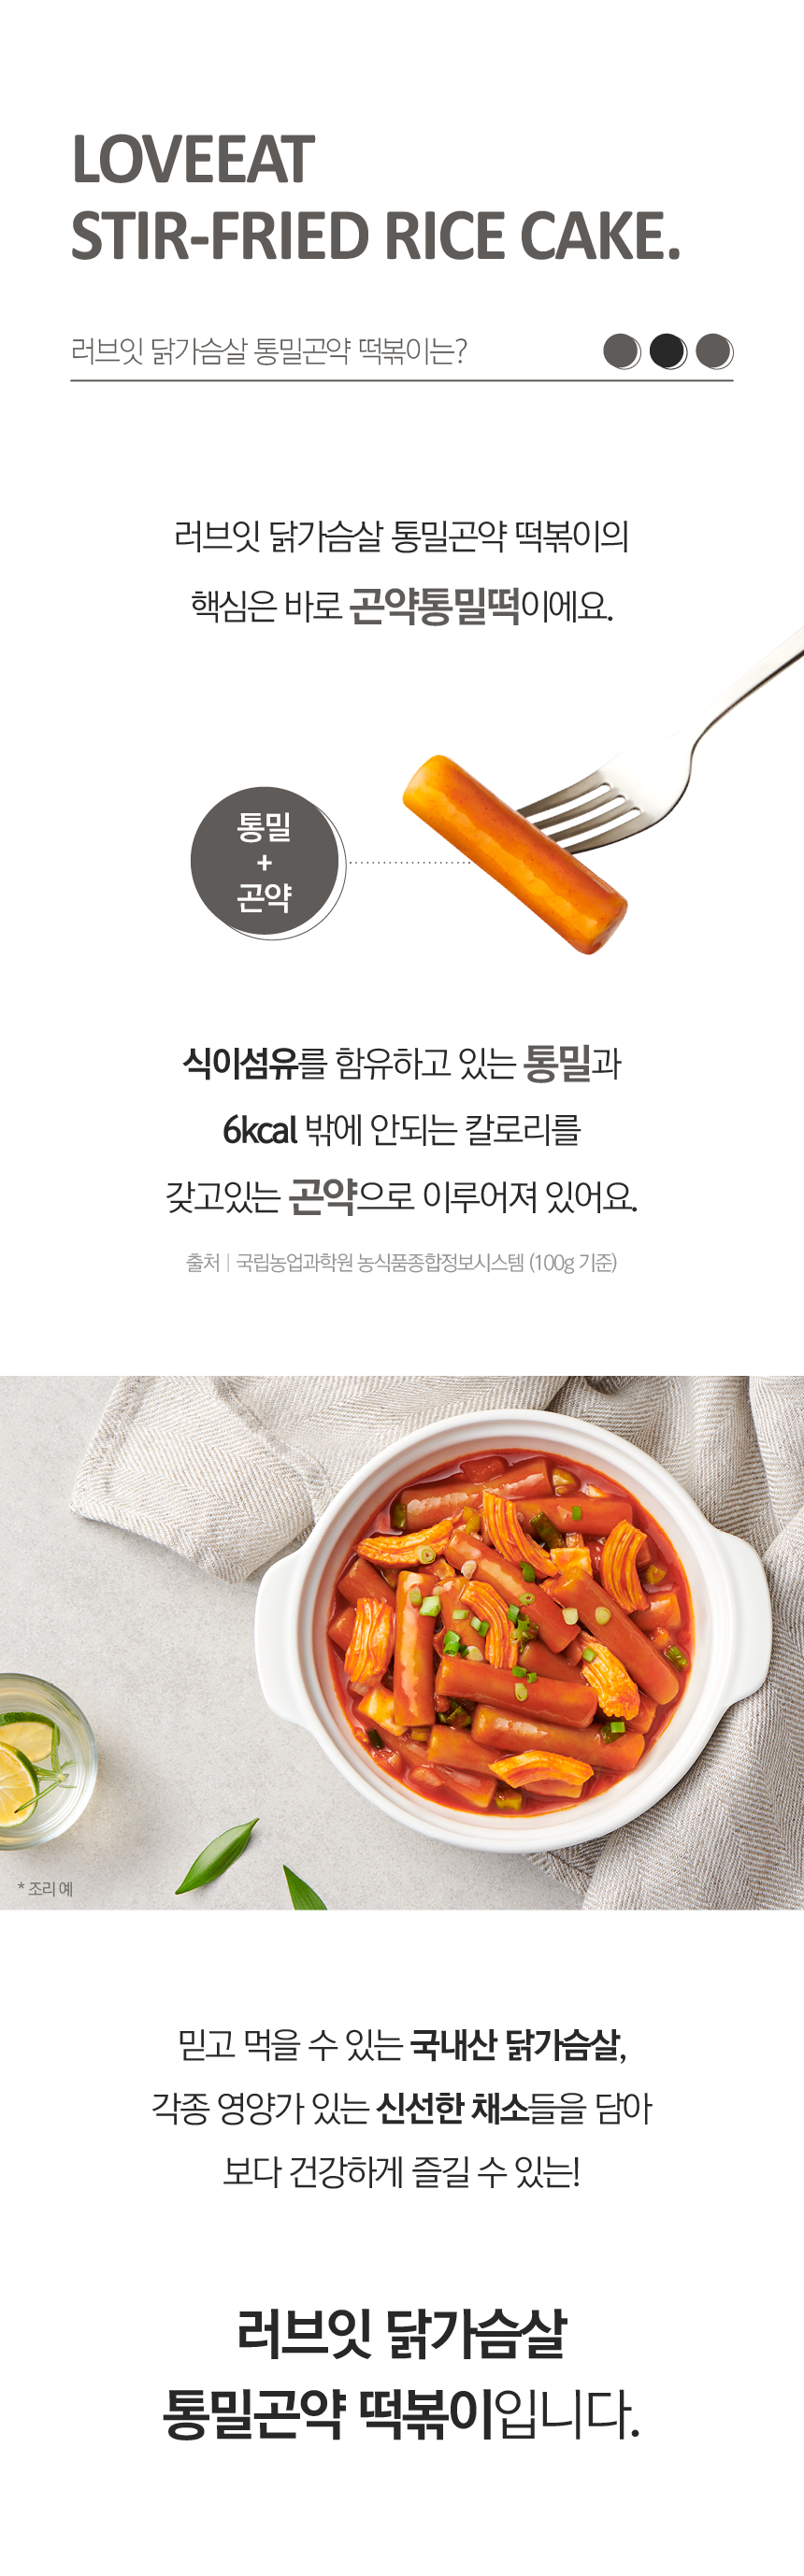 LOVEEAT
STIR-FRIED RICE CAKE.
러브잇 닭가슴살 통밀곤약 떡볶이는?
러브잇 닭가슴살 통밀곤약 떡볶이의
핵심은 바로 곤약통밀떡이에요.
통밀
+
곤약
식이섬유를 함유하고 있는 통밀과
6kcal 밖에 안되는 칼로리를
갖고있는 곤약으로 이루어져 있어요.
출처 | 국립농업과학원 농식품종합정보시스템 (100g 기준)
* 조리 예
믿고 먹을 수 있는 국내산 닭가슴살,
각종 영양가 있는 신선한 채소들을 담아
보다 건강하게 즐길 수 있는!
러브잇 닭가슴살
통밀곤약 떡볶이입니다.